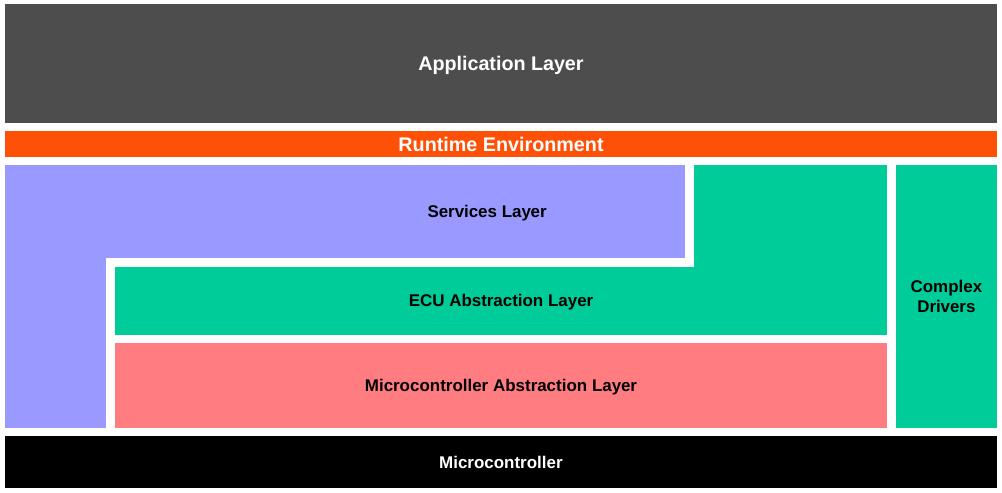 Application Layer
Runtime Environment
Services Layer
ECU Abstraction Layer
Complex
Drivers
Microcontroller Abstraction Layer
Microcontroller